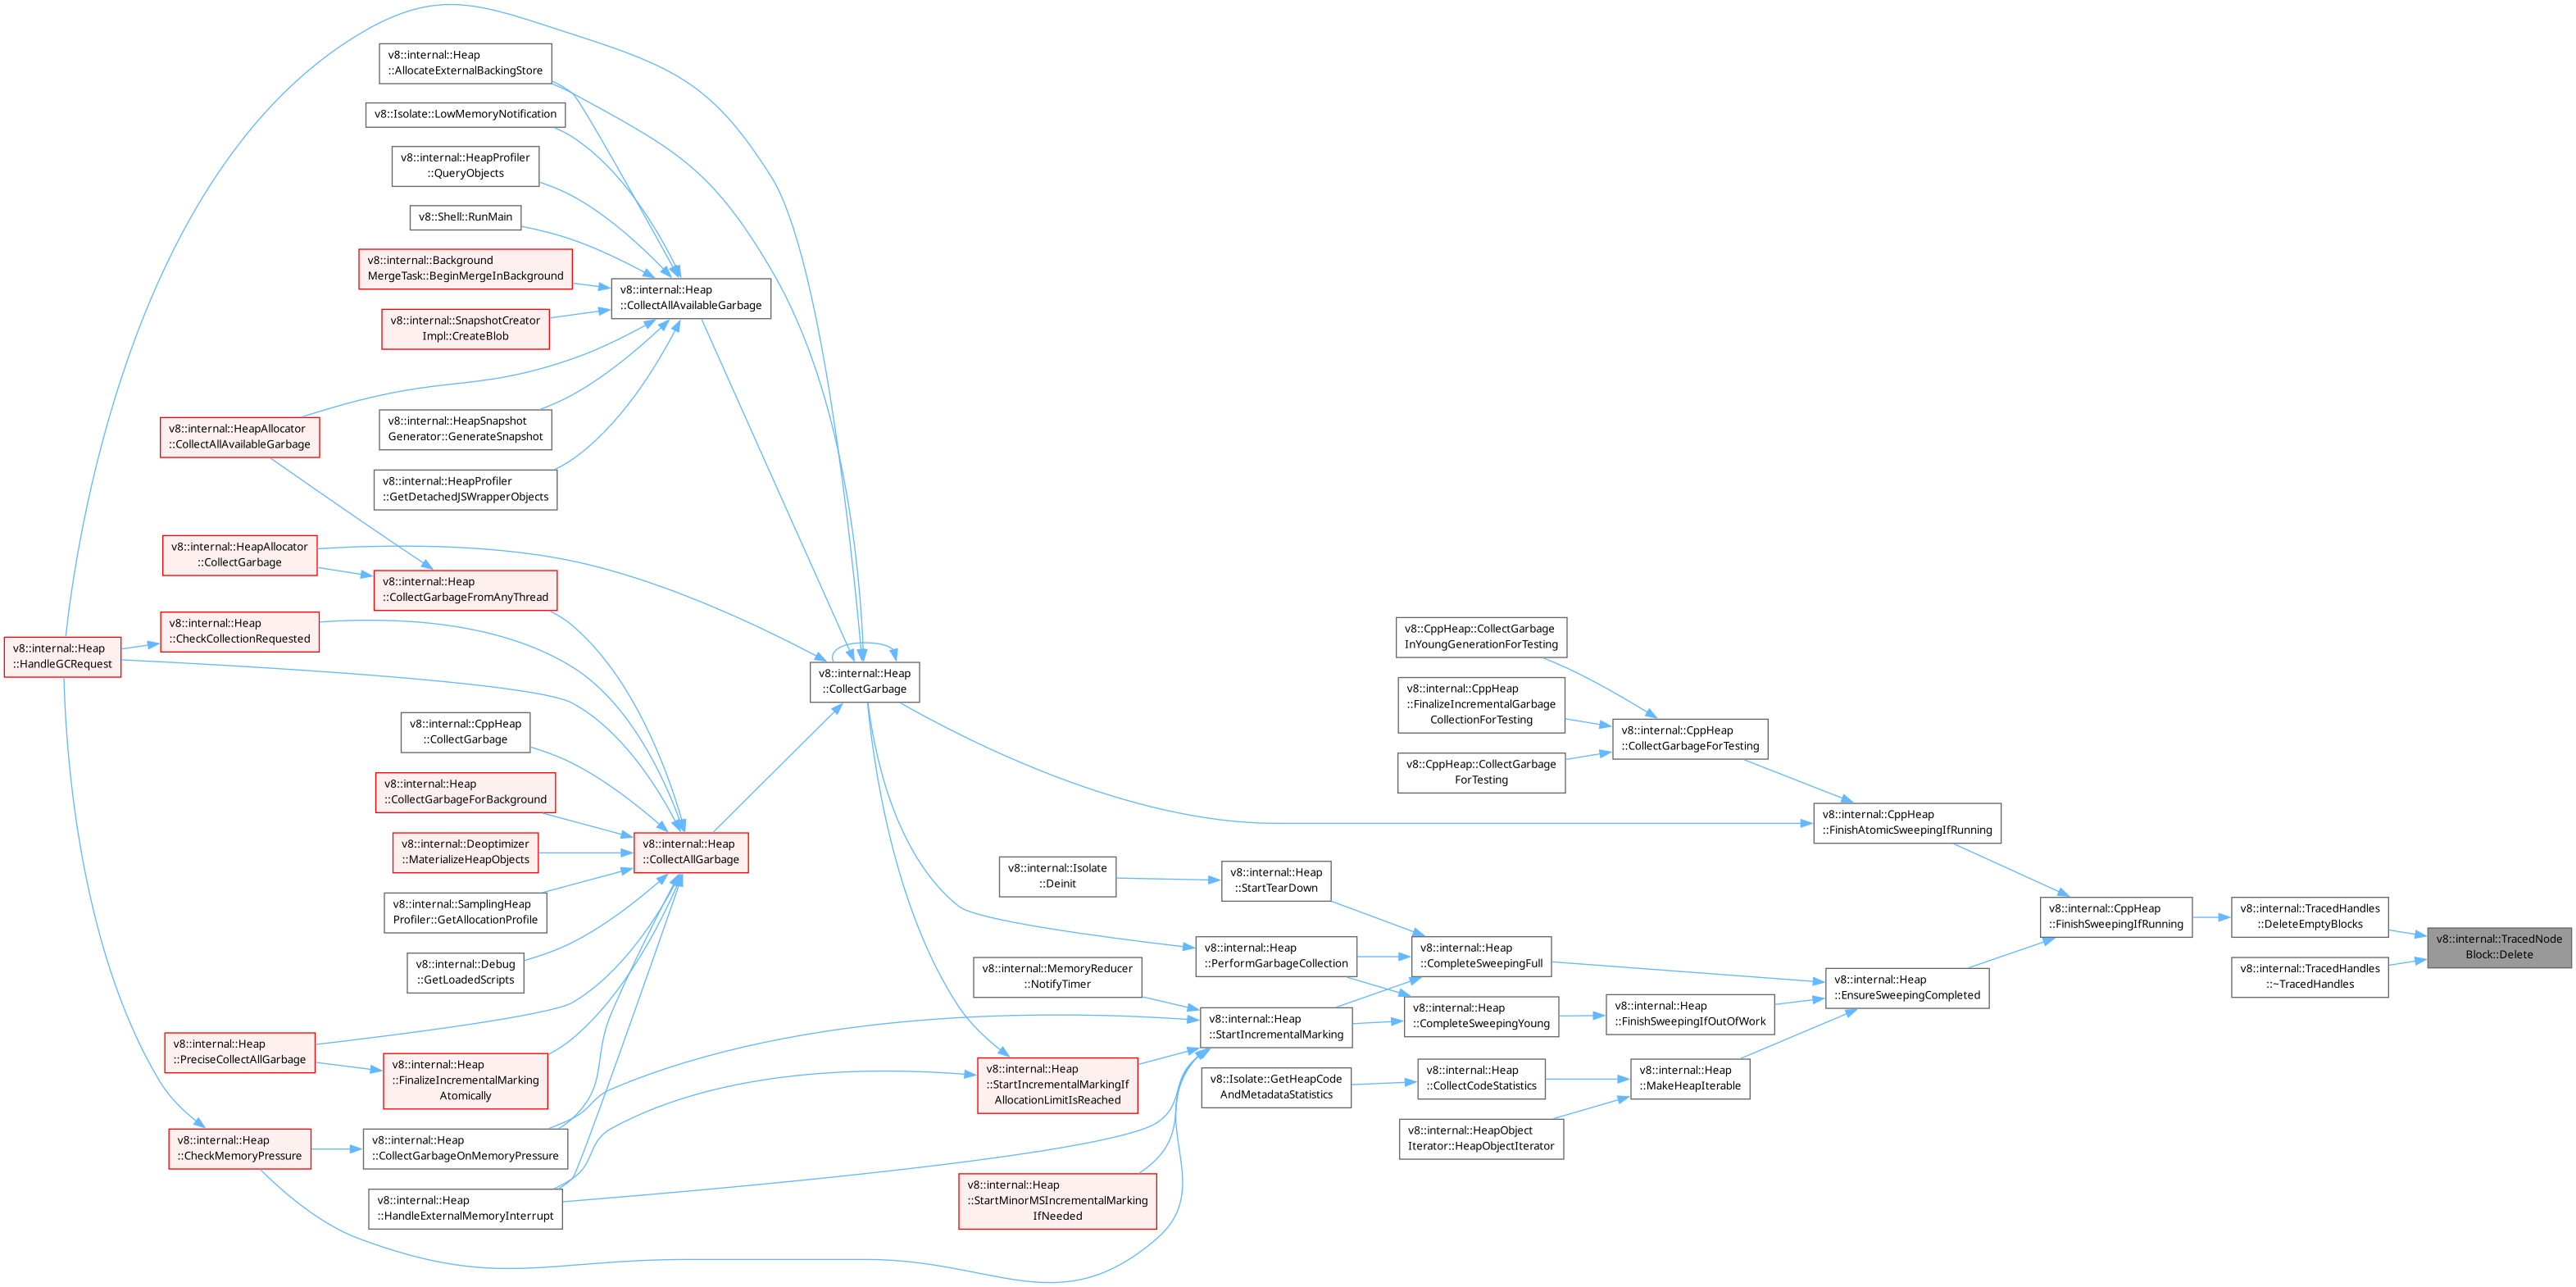 v8::internal::Heap
::AllocateExternalBackingStore
v8::Isolate::LowMemoryNotification
v8::internal::HeapProfiler
::QueryObjects
v8::Shell::RunMain
v8::internal::Background
MergeTask::BeginMergeInBackground
v8::internal::Heap
::CollectAllAvailableGarbage
v8::internal::SnapshotCreator
Impl::CreateBlob
v8::internal::HeapAllocator
::CollectAllAvailableGarbage
v8::internal::HeapSnapshot
Generator::GenerateSnapshot
v8::internal::HeapProfiler
::GetDetachedJSWrapperObjects
v8::internal::HeapAllocator
::CollectGarbage
v8::internal::Heap
::CollectGarbageFromAnyThread
v8::internal::Heap
::CheckCollectionRequested
v8::internal::Heap
::HandleGCRequest
v8::internal::Heap
::CollectGarbage
v8::CppHeap::CollectGarbage
InYoungGenerationForTesting
v8::internal::CppHeap
::FinalizeIncrementalGarbage
CollectionForTesting
v8::internal::CppHeap
::CollectGarbageForTesting
v8::CppHeap::CollectGarbage
ForTesting
v8::internal::CppHeap
::CollectGarbage
v8::internal::Heap
::CollectGarbageForBackground
v8::internal::Deoptimizer
::MaterializeHeapObjects
v8::internal::Heap
::CollectAllGarbage
v8::internal::CppHeap
::FinishAtomicSweepingIfRunning
v8::internal::SamplingHeap
Profiler::GetAllocationProfile
v8::internal::Isolate
::Deinit
v8::internal::Heap
::StartTearDown
v8::internal::CppHeap
::FinishSweepingIfRunning
v8::internal::TracedHandles
::DeleteEmptyBlocks
v8::internal::TracedNode
Block::Delete
v8::internal::Debug
::GetLoadedScripts
v8::internal::MemoryReducer
::NotifyTimer
v8::internal::Heap
::PerformGarbageCollection
v8::internal::Heap
::CompleteSweepingFull
v8::internal::Heap
::EnsureSweepingCompleted
v8::internal::TracedHandles
::~TracedHandles
v8::internal::Heap
::StartIncrementalMarking
v8::internal::Heap
::CompleteSweepingYoung
v8::internal::Heap
::FinishSweepingIfOutOfWork
v8::internal::Heap
::PreciseCollectAllGarbage
v8::internal::Heap
::FinalizeIncrementalMarking
Atomically
v8::internal::Heap
::StartIncrementalMarkingIf
AllocationLimitIsReached
v8::Isolate::GetHeapCode
AndMetadataStatistics
v8::internal::Heap
::CollectCodeStatistics
v8::internal::Heap
::MakeHeapIterable
v8::internal::Heap
::CheckMemoryPressure
v8::internal::Heap
::CollectGarbageOnMemoryPressure
v8::internal::HeapObject
Iterator::HeapObjectIterator
v8::internal::Heap
::HandleExternalMemoryInterrupt
v8::internal::Heap
::StartMinorMSIncrementalMarking
IfNeeded